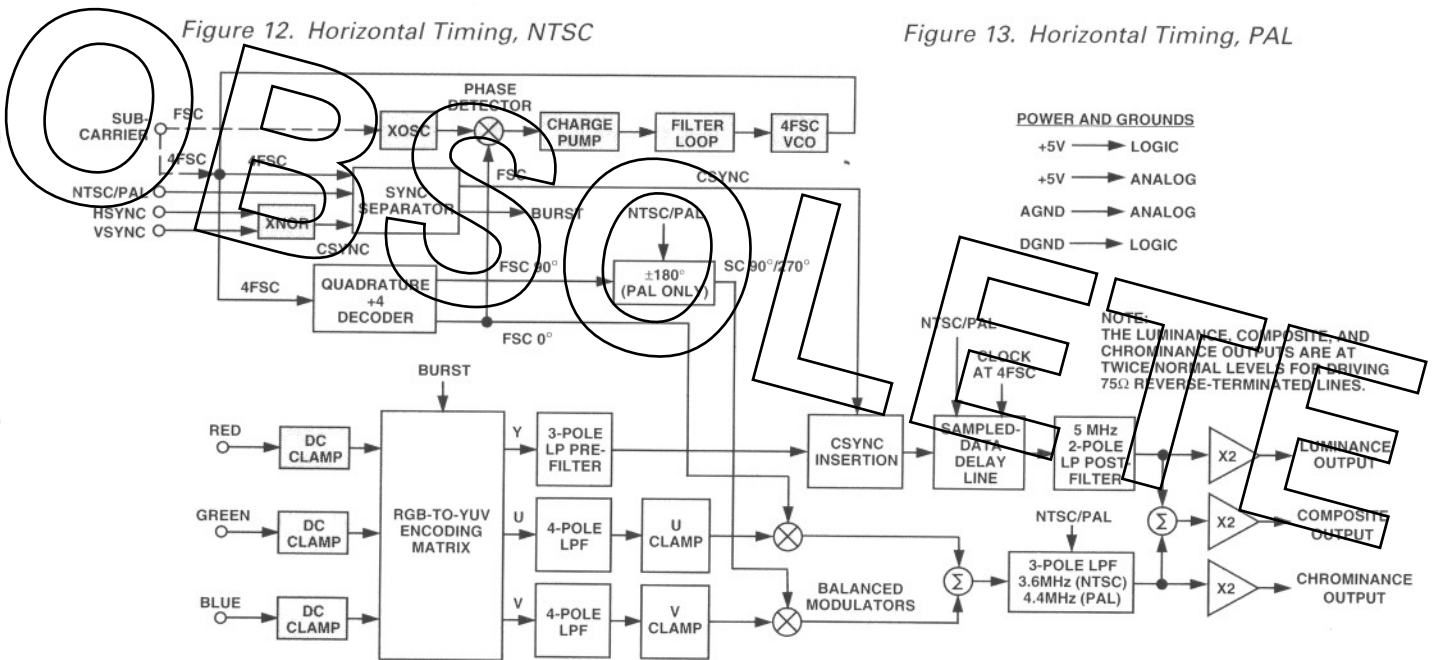 Figure 12. Horizontal Timing, NTSC
Figure 13. Horizontal Timing, PAL
OBSOLETE
SUB-
CARRIER
FSC
4FSC
4FSC
NTSC/PAL
HSYNC
VSYNC
XNOR
CSYNC
XOSC
PHASE
DETECTOR
CHARGE
PUMP
FILTER
LOOP
4FSC
VCO
SYNC
SEPARATOR
FSC
CSYNC
BURST
NTSC/PAL
4FSC
QUADRATURE
+4
DECODER
FSC 90°
FSC 0°
±180°
(PAL ONLY)
SC 90°/270°
POWER AND GROUNDS
+5V LOGIC
+5V ANALOG
AGND ANALOG
DGND LOGIC
NOTE:
THE LUMINANCE, COMPOSITE, AND
CHROMINANCE OUTPUTS ARE AT
TWICE NORMAL LEVELS FOR DRIVING
75Ω REVERSE-TERMINATED LINES.
NTSC/PAL
CLOCK
AT 4FSC
BURST
RED
DC
CLAMP
GREEN
DC
CLAMP
BLUE
DC
CLAMP
RGB-TO-YUV
ENCODING
MATRIX
Y
3-POLE
LP PRE-
FILTER
U
4-POLE
LPF
U
CLAMP
V
4-POLE
LPF
V
CLAMP
BALANCED
MODULATORS
CSYNC
INSERTION
SAMPLED-
DATA
DELAY
LINE
5 MHz
2-POLE
LP POST-
FILTER
Σ
NTSC/PAL
3-POLE LPF
3.6MHz (NTSC)
4.4MHz (PAL)
Σ
X2
LUMINANCE
OUTPUT
X2
COMPOSITE
OUTPUT
X2
CHROMINANCE
OUTPUT